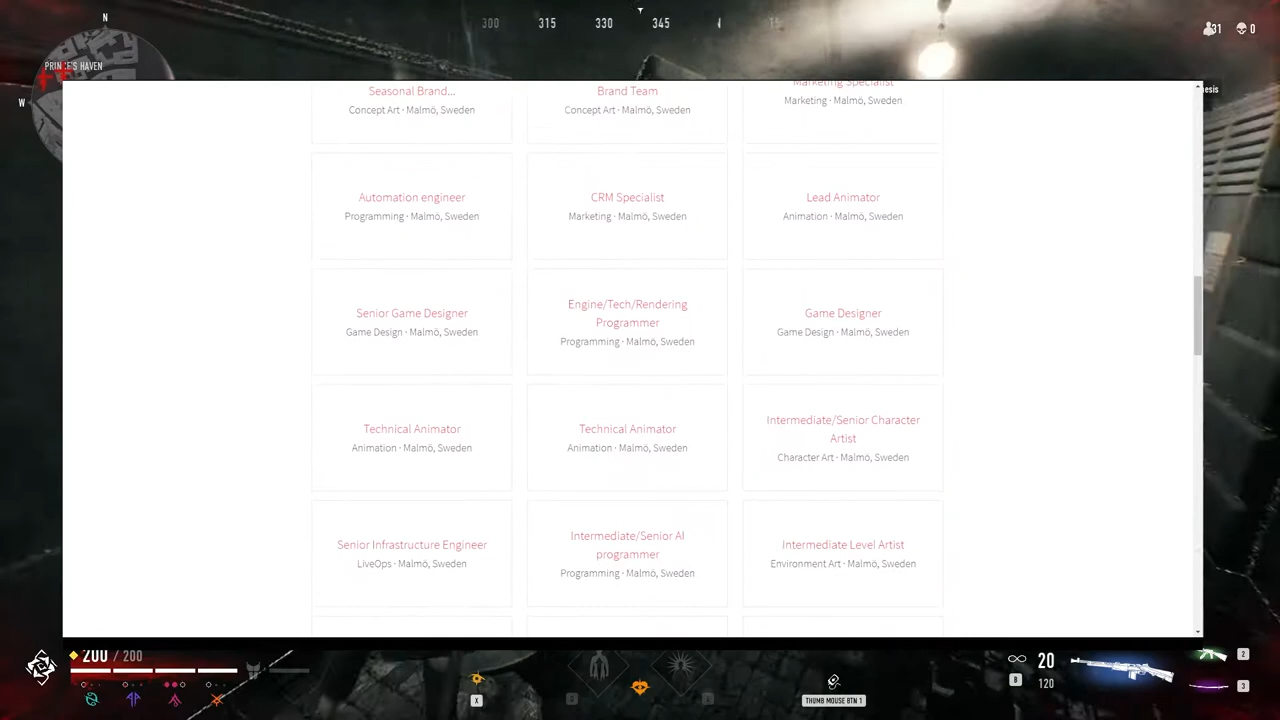 N
300 315 330 345 15
31 0
PRINCE'S HAVEN
W
esis
Seasonal Brand...
Concept Art · Malmö, Sweden
Brand Team
Concept Art · Malmö, Sweden
Marketing Specialist
Marketing · Malmö, Sweden
Automation engineer
Programming · Malmö, Sweden
CRM Specialist
Marketing · Malmö, Sweden
Lead Animator
Animation · Malmö, Sweden
Senior Game Designer
Game Design · Malmö, Sweden
Engine/Tech/Rendering
Programmer
Programming · Malmö, Sweden
Game Designer
Game Design · Malmö, Sweden
Technical Animator
Animation · Malmö, Sweden
Technical Animator
Animation · Malmö, Sweden
Intermediate/Senior Character
Artist
Character Art · Malmö, Sweden
Senior Infrastructure Engineer
LiveOps · Malmö, Sweden
Intermediate/Senior AI
programmer
Programming · Malmö, Sweden
Intermediate Level Artist
Environment Art · Malmö, Sweden
200 / 200
X
THUMB MOUSE BTN 1
20
B
120
2
3